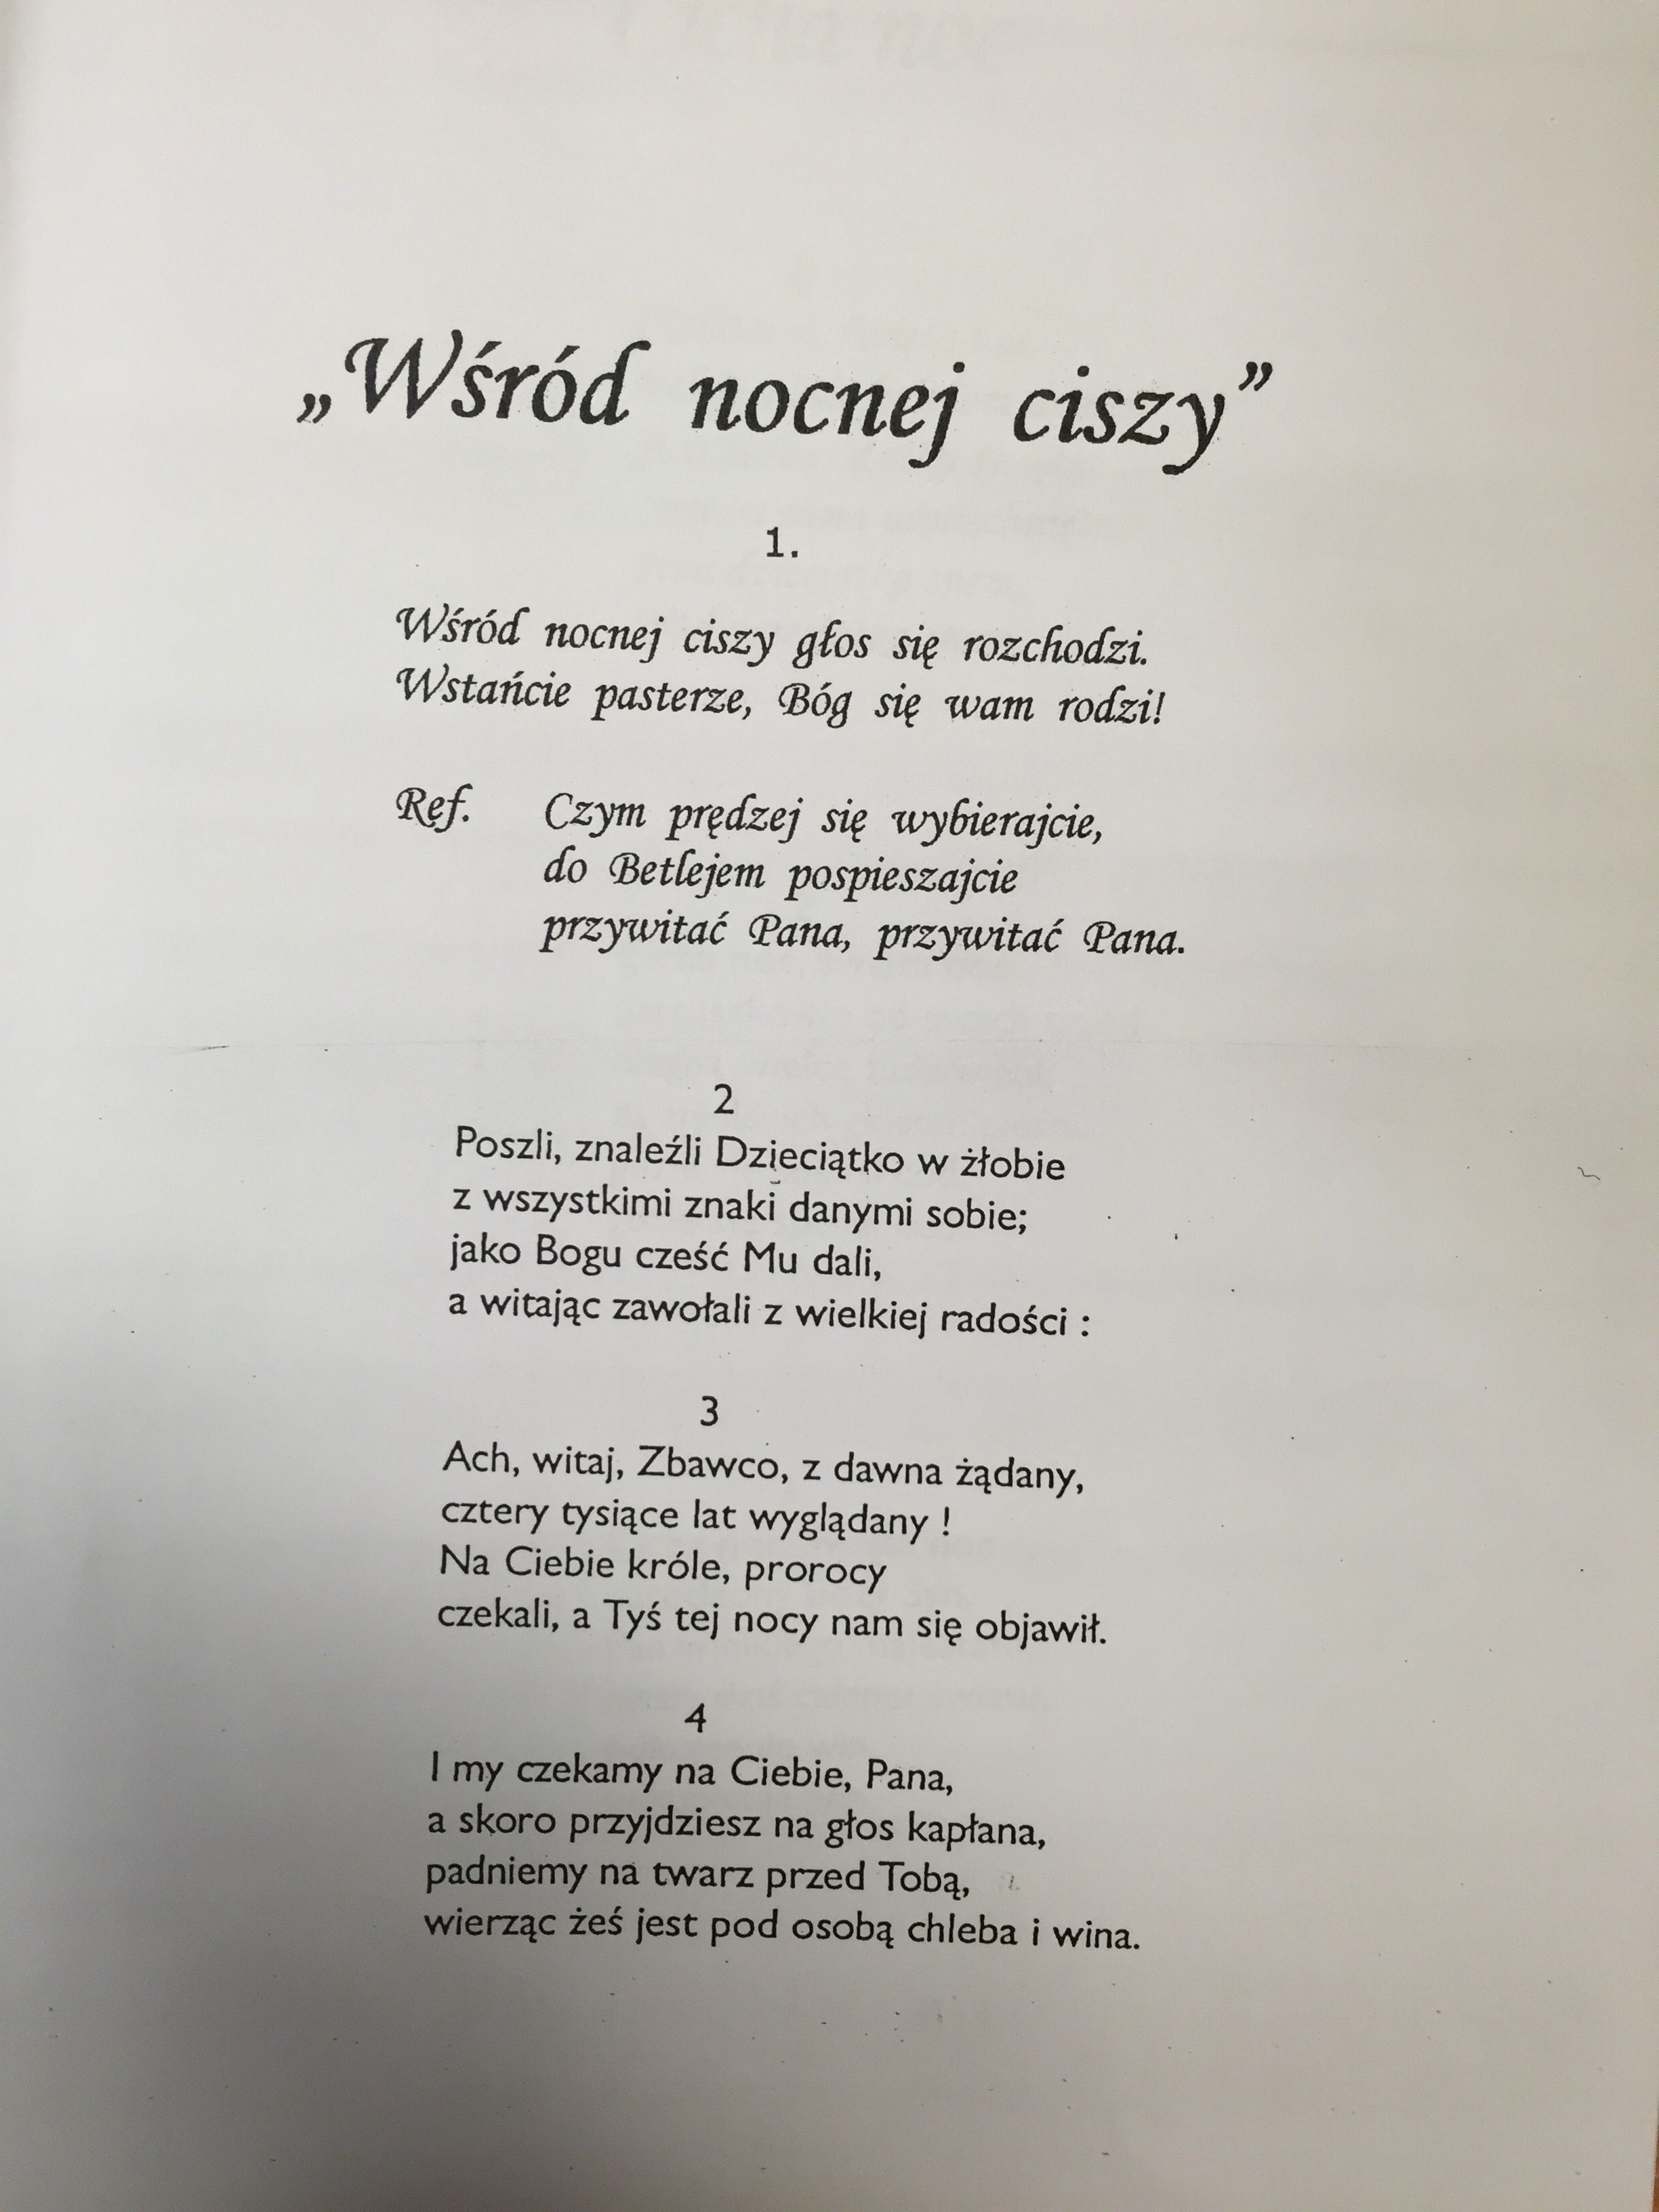 „Wśród nocnej ciszy”
1.
Wśród nocnej ciszy głos się rozchodzi.
Wstańcie pasterze, Bóg się wam rodzi!
Ref. Czym prędzej się wybierajcie,
do Betlejem pospieszajcie
przywitać Pana, przywitać Pana.
2
Poszli, znaleźli Dzieciątko w żłobie
z wszystkimi znaki danymi sobie;
jako Bogu cześć Mu dali,
a witając zawołali z wielkiej radości :
3
Ach, witaj, Zbawco, z dawna żądany,
cztery tysiące lat wyglądany !
Na Ciebie króle, prorocy
czekali, a Tyś tej nocy nam się objawił.
4
I my czekamy na Ciebie, Pana,
a skoro przyjdziesz na głos kapłana,
padniemy na twarz przed Tobą,
wierząc żeś jest pod osobą chleba i wina.